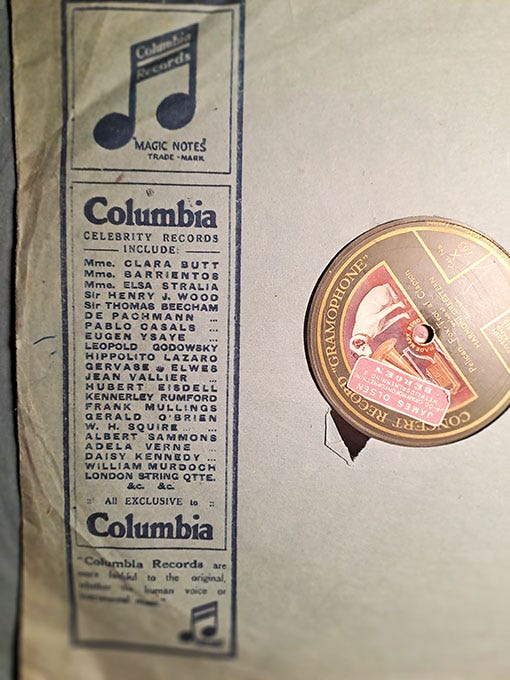 Columbia
Records
"MAGIC NOTES"
TRADE-MARK
Columbia
CELEBRITY RECORDS
INCLUDE:
Mme. CLARA BUTT
Mme. BARRIENTOS
Mme. ELSA STRALIA
Sir HENRY J. WOOD
Sir THOMAS BEECHAM
DE PACHMANN ...
PABLO CASALS ...
EUGEN YSAYE ...
LEOPOLD GODOWSKY
HIPPOLITO LAZARO
GERVASE ELWES
JEAN VALLIER ...
HUBERT EISDELL
KENNERLEY RUMFORD
FRANK MULLINGS
GERALD O'BRIEN
W. H. SQUIRE ...
ALBERT SAMMONS
ADELA VERNE ...
DAISY KENNEDY ...
WILLIAM MURDOCH
LONDON STRING QTTE.
&c. &c.
:: All EXCLUSIVE to ::
Columbia
"Columbia Records are
more faithful to the original,
whether the human voice or
instrumental music."
CONCERT RECORD "GRAMOPHONE"
TRADE MARK
JAMES OLSEN
BERGEN